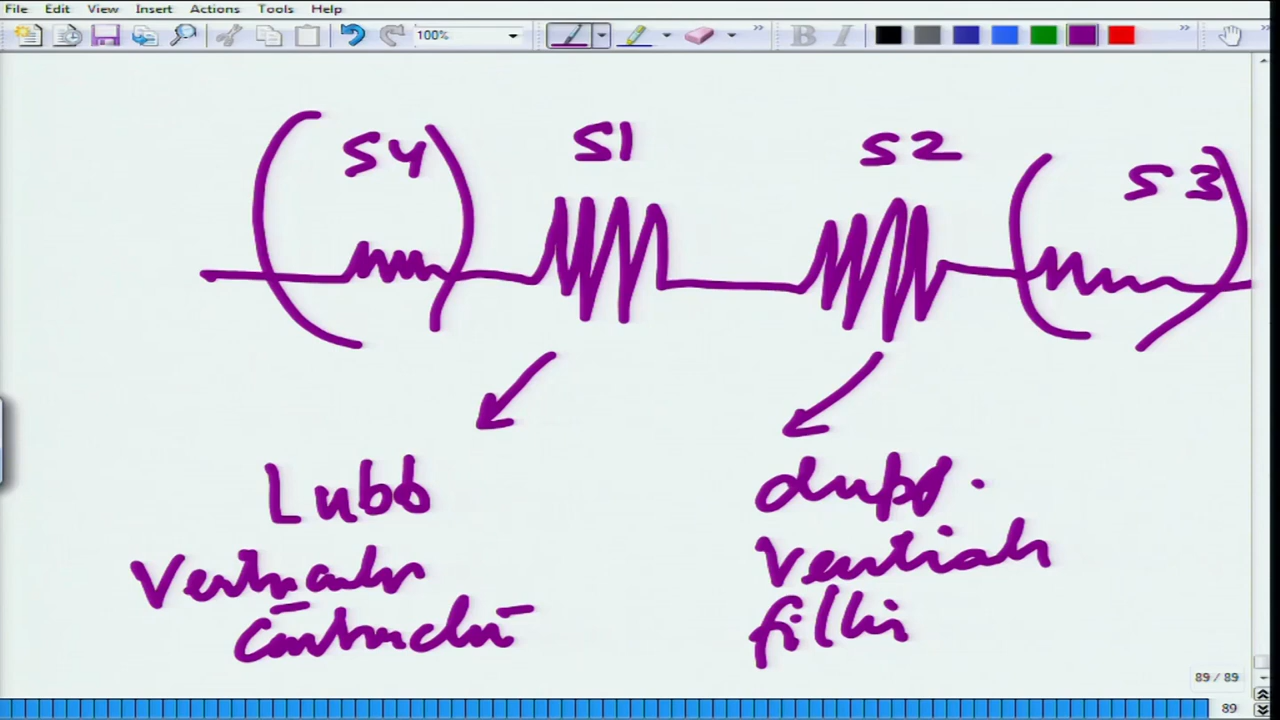 File Edit View Insert Actions Tools Help
100%
S4 S1 S2 S3
Lubb dupp.
Ventricular Ventricular
Contraction filling
89 / 89
89